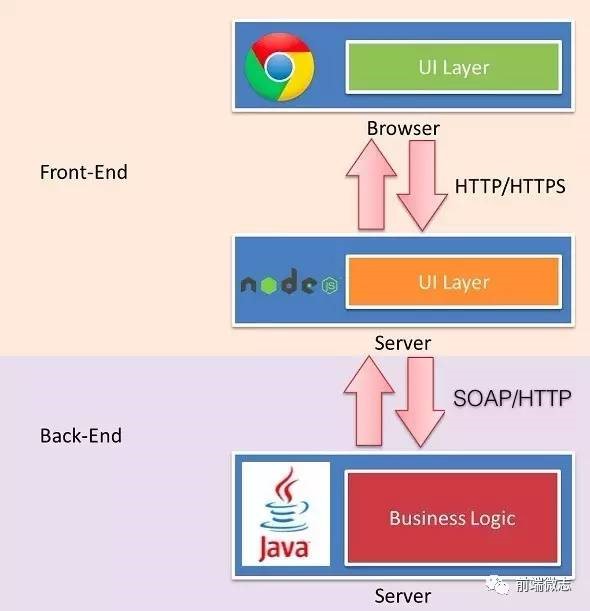 UI Layer
Browser
Front-End
HTTP/HTTPS
node
JS
UI Layer
Server
SOAP/HTTP
Back-End
Java
Business Logic
前端微志
Server